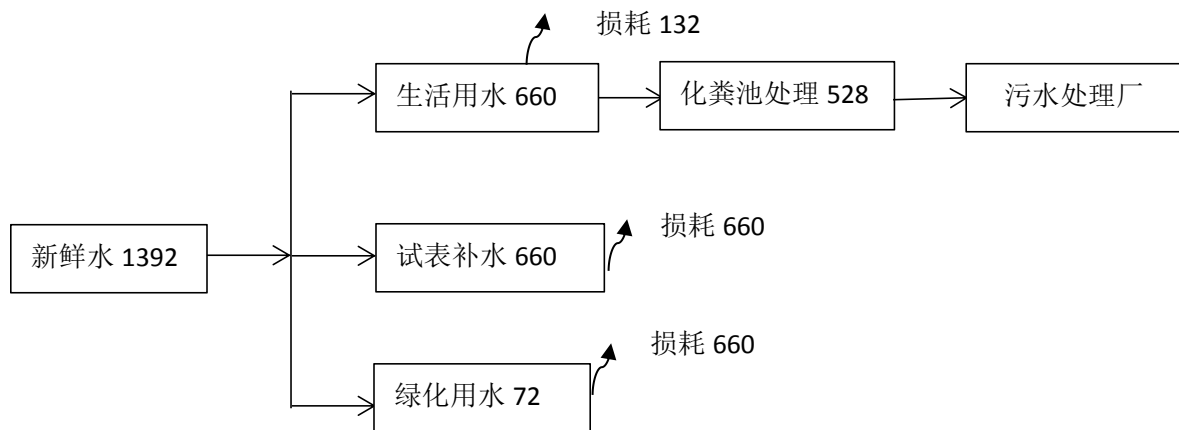 损耗 132
生活用水 660
化粪池处理 528
污水处理厂
新鲜水 1392
试表补水 660
损耗 660
绿化用水 72
损耗 660